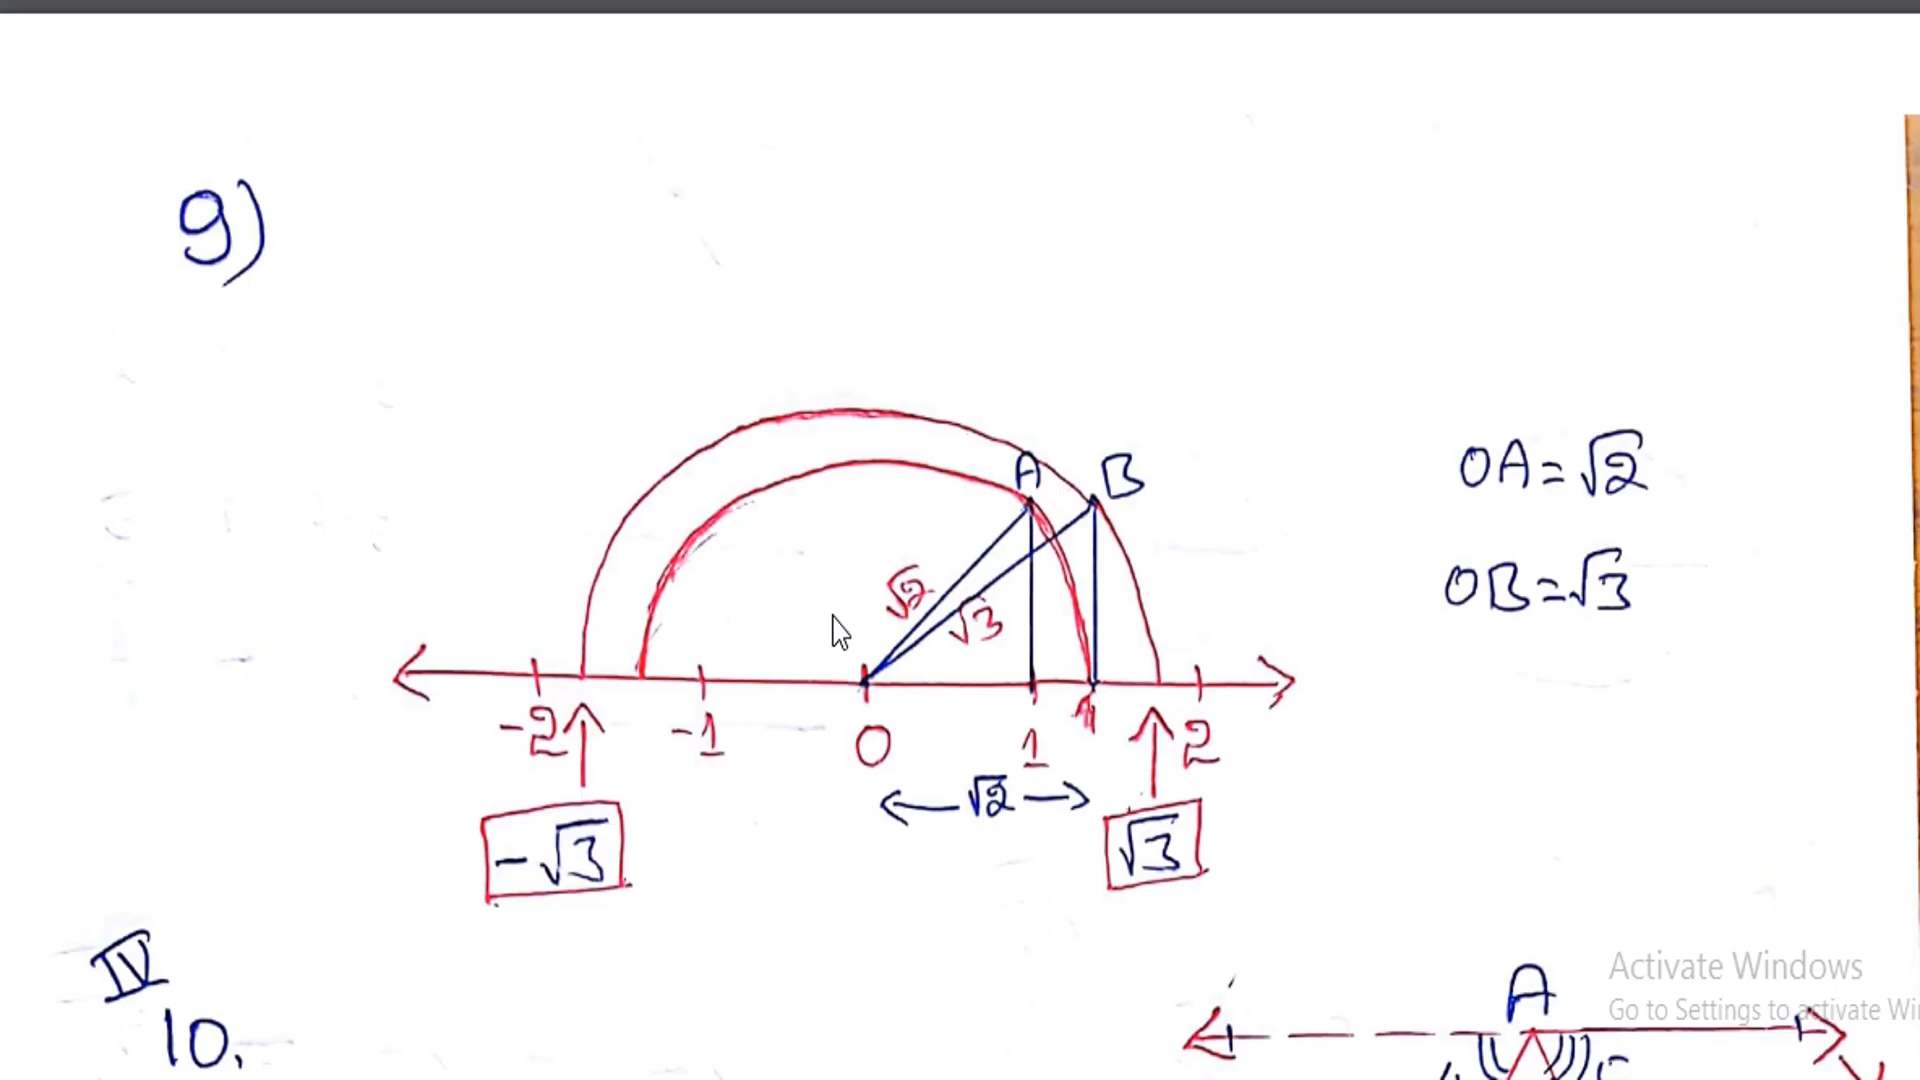 9)
A B
OA=√2
√2
√3
OB=√3
-2 -1 0 1 2
√2
-√3 √3
IV
A
10.
Activate Windows
Go to Settings to activate Wi